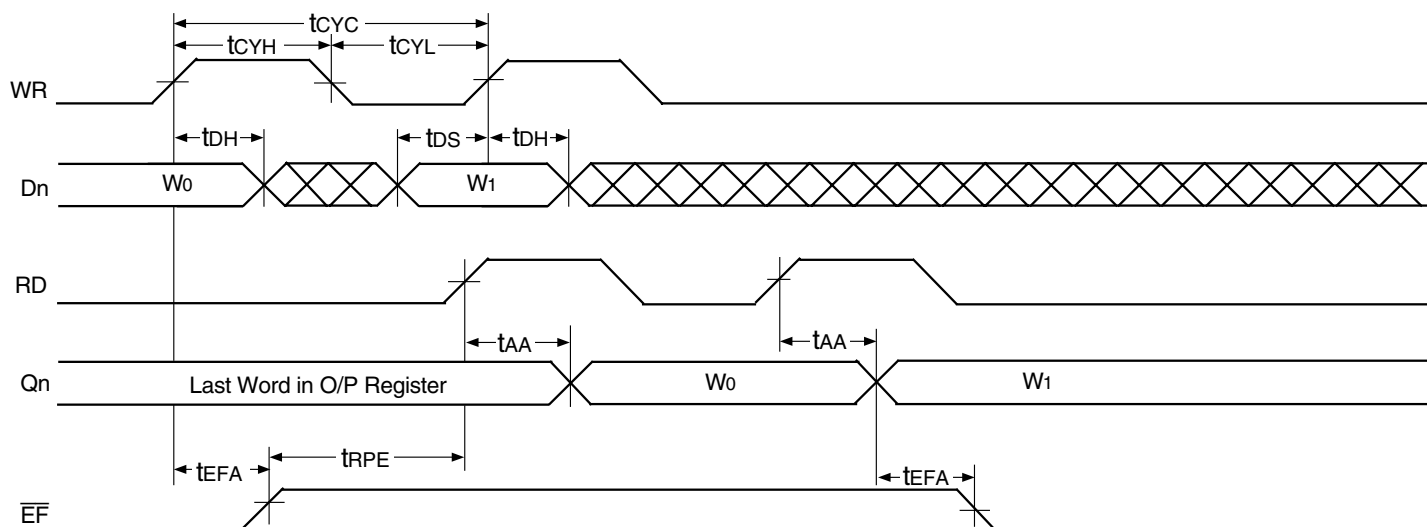 tCYC
tCYH tCYL
WR
tDH tDS tDH
Dn W0 W1
RD
tAA tAA
Qn Last Word in O/P Register W0 W1
tEFA tRPE tEFA
E̅F̅